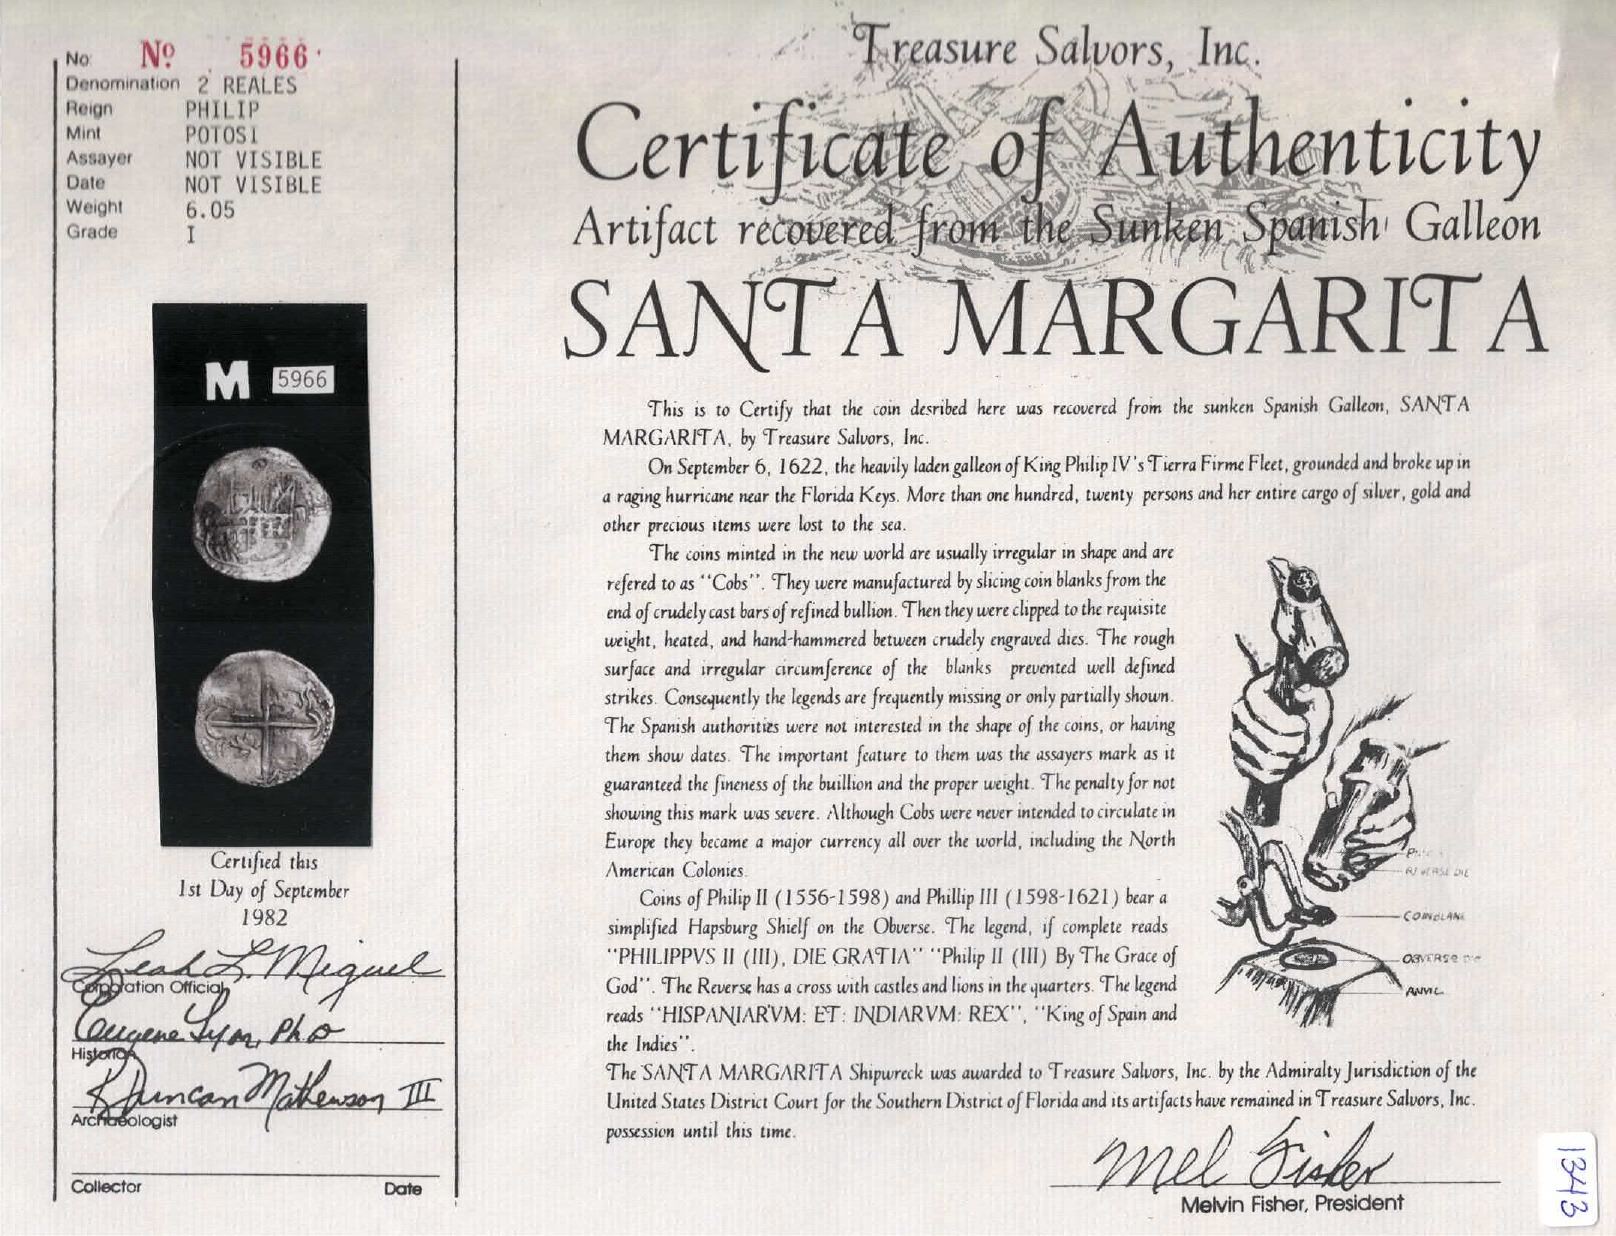 No: Nº 5966
Denomination 2 REALES
Reign PHILIP
Mint POTOSI
Assayer NOT VISIBLE
Date NOT VISIBLE
Weight 6.05
Grade I
M 5966
Certified this
1st Day of September
1982
Leah L. Miguel
Corporation Official
Eugene Lyon, PhD
Historian
R Duncan Mathewson III
Archaeologist
Collector Date
Treasure Salvors, Inc.
Certificate of Authenticity
Artifact recovered from the Sunken Spanish Galleon
SANTA MARGARITA
This is to Certify that the coin desribed here was recovered from the sunken Spanish Galleon, SANTA
MARGARITA, by Treasure Salvors, Inc.
On September 6, 1622, the heavily laden galleon of King Philip IV's Tierra Firme Fleet, grounded and broke up in
a raging hurricane near the Florida Keys. More than one hundred, twenty persons and her entire cargo of silver, gold and
other precious items were lost to the sea.
The coins minted in the new world are usually irregular in shape and are
refered to as "Cobs". They were manufactured by slicing coin blanks from the
end of crudely cast bars of refined bullion. Then they were clipped to the requisite
weight, heated, and hand-hammered between crudely engraved dies. The rough
surface and irregular circumference of the blanks prevented well defined
strikes. Consequently the legends are frequently missing or only partially shown.
The Spanish authorities were not interested in the shape of the coins, or having
them show dates. The important feature to them was the assayers mark as it
guaranteed the fineness of the buillion and the proper weight. The penalty for not
showing this mark was severe. Although Cobs were never intended to circulate in
Europe they became a major currency all over the world, including the North
American Colonies.
Coins of Philip II (1556-1598) and Phillip III (1598-1621) bear a
simplified Hapsburg Shielf on the Obverse. The legend, if complete reads
"PHILIPPVS II (III), DIE GRATIA" "Philip II (III) By The Grace of
God". The Reverse has a cross with castles and lions in the quarters. The legend
reads "HISPANIARVM: ET: INDIARVM: REX", "King of Spain and
the Indies".
The SANTA MARGARITA Shipwreck was awarded to Treasure Salvors, Inc. by the Admiralty Jurisdiction of the
United States District Court for the Southern District of Florida and its artifacts have remained in Treasure Salvors, Inc.
possession until this time.
REVERSE DIE
COIN BLANK
OBVERSE DIE
ANVIL
Mel Fisher
Melvin Fisher, President
1343